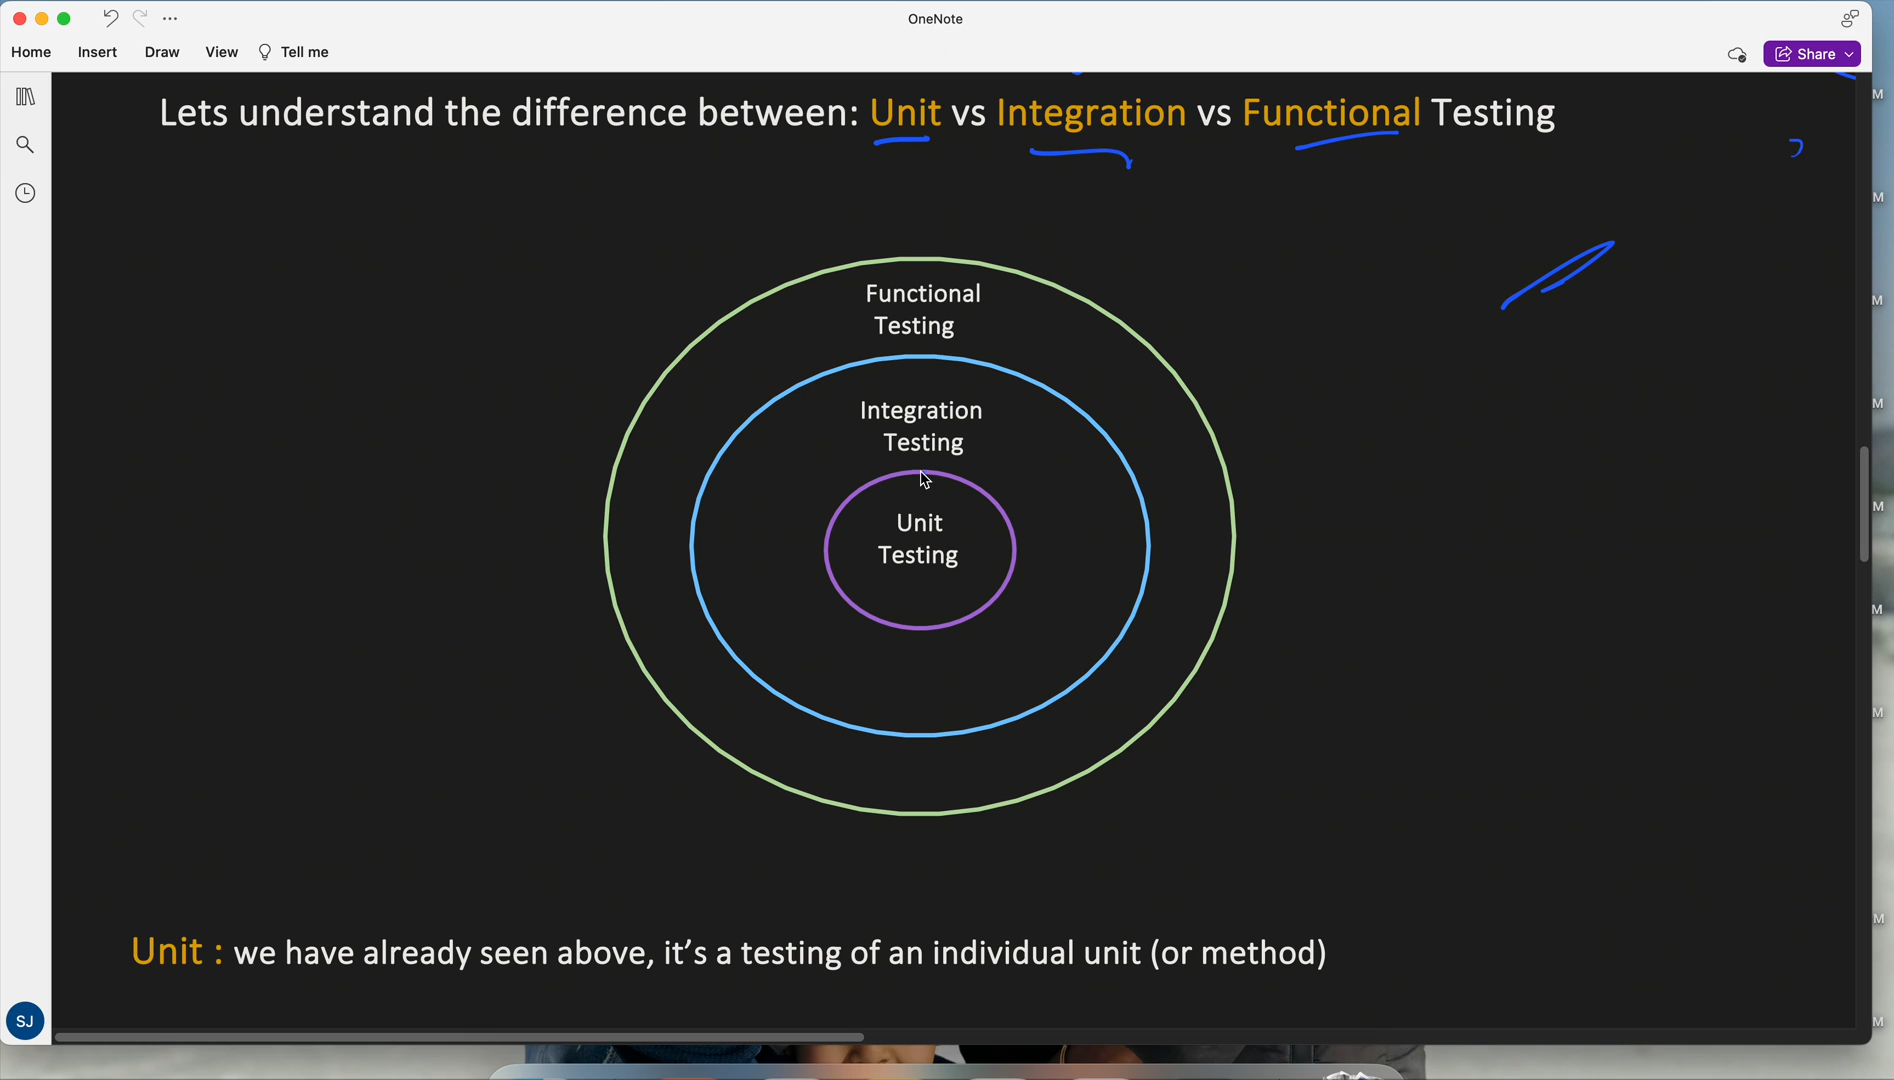 OneNote
Home Insert Draw View Tell me
Share
Lets understand the difference between: Unit vs Integration vs Functional Testing
Functional
Testing
Integration
Testing
Unit
Testing
Unit : we have already seen above, it’s a testing of an individual unit (or method)
SJ
M
M
M
M
M
M
M
M
M